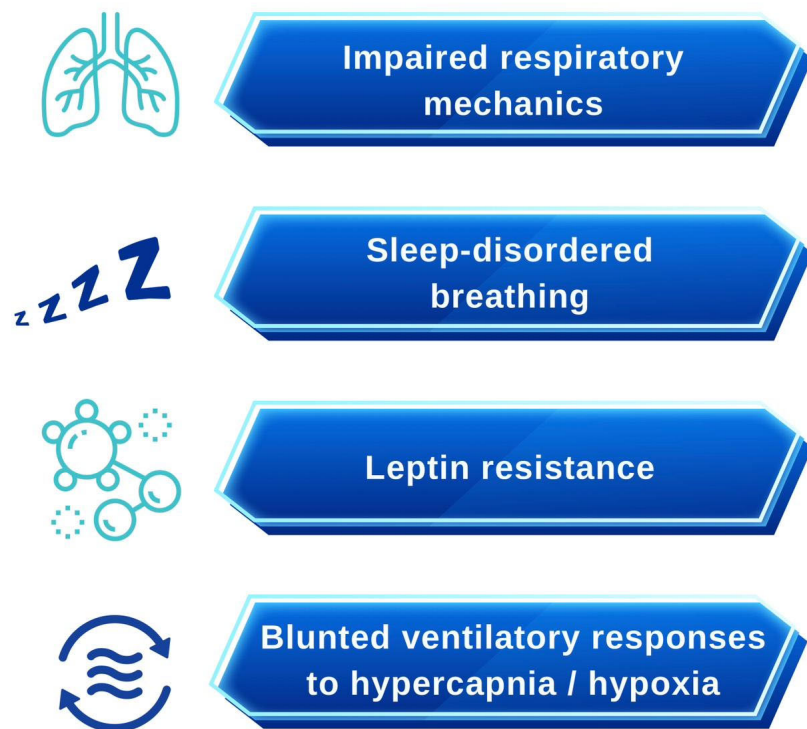 Impaired respiratory
mechanics
z z z z
Sleep-disordered
breathing
Leptin resistance
Blunted ventilatory responses
to hypercapnia / hypoxia